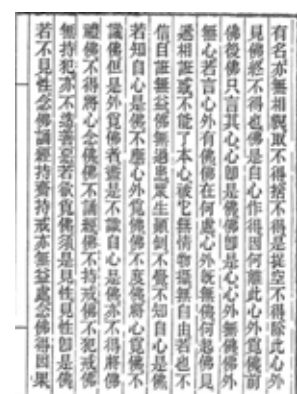 有名亦無相貌取不得捨不得是從空不得除此心外
見佛終不得也佛是自心作得因何離此心外覓佛前
佛後佛只言其心心即是佛佛即是心心外無佛佛外
無心若言心外有佛佛在何處心外既無佛何起佛見
遞相誑惑不能了本心被它無情物攝無自由若也不
信自誑無益佛無過患眾生顛倒不覺不知自心是佛
若知自心是佛不應心外覓佛佛不度佛將心覓佛不
識佛但是外覓佛者盡是不識自心是佛亦不得將佛
禮佛不得將心念佛佛不誦經佛不持戒佛不犯戒佛
無持犯亦不造善惡若欲覓佛須是見性見性即是佛
若不見性念佛誦經持齋持戒亦無益處念佛得因果